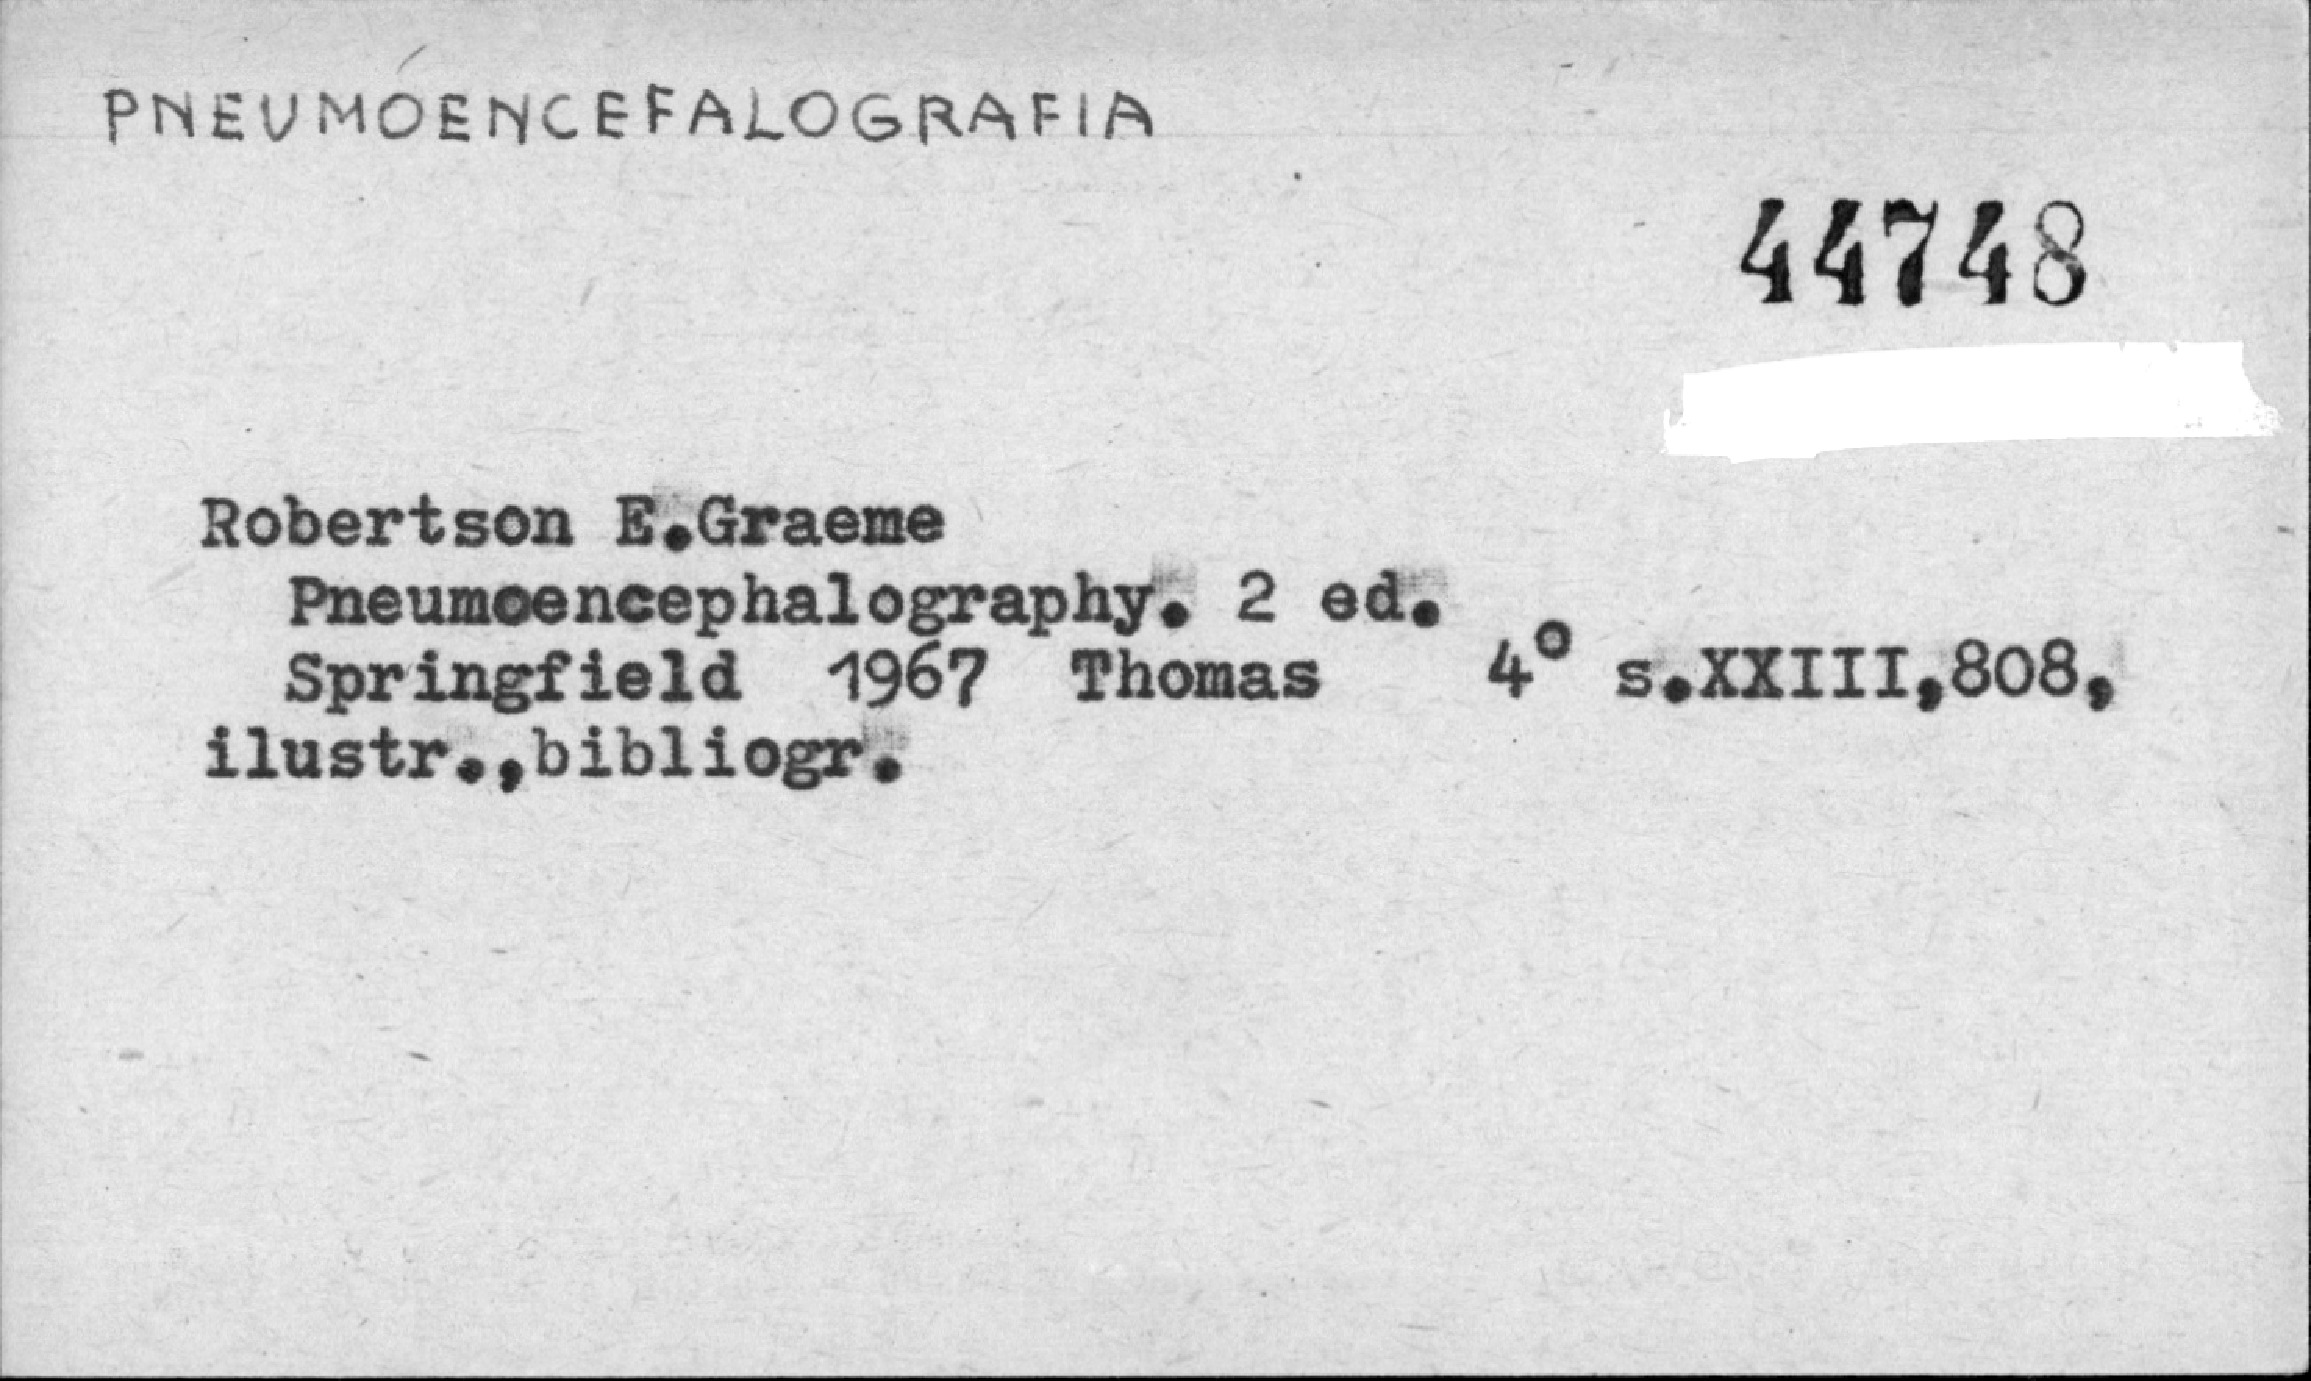 PNEUMOENCEFALOGRAFIA
44748
Robertson E.Graeme
Pneumoencephalography. 2 ed.
Springfield 1967 Thomas 4° s.XXIII,808,
ilustr.,bibliogr.